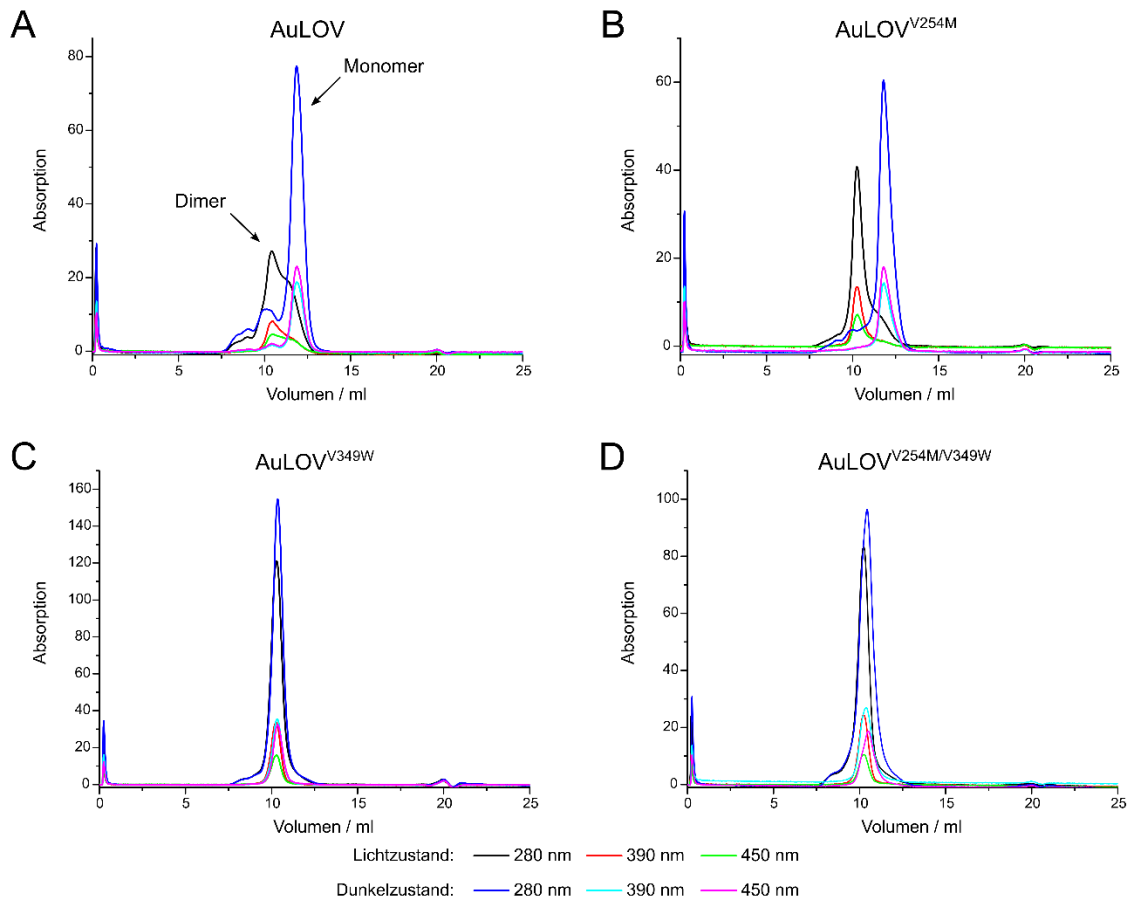 A
AuLOV
Monomer
Dimer
Absorption
80
60
40
20
0
0
5
10
15
20
25
Volumen / ml
B
AuLOV^V254M
Absorption
60
40
20
0
0
5
10
15
20
25
Volumen / ml
C
AuLOV^V349W
Absorption
160
140
120
100
80
60
40
20
0
0
5
10
15
20
25
Volumen / ml
D
AuLOV^V254M/V349W
Absorption
100
80
60
40
20
0
0
5
10
15
20
25
Volumen / ml
Lichtzustand: 280 nm 390 nm 450 nm
Dunkelzustand: 280 nm 390 nm 450 nm